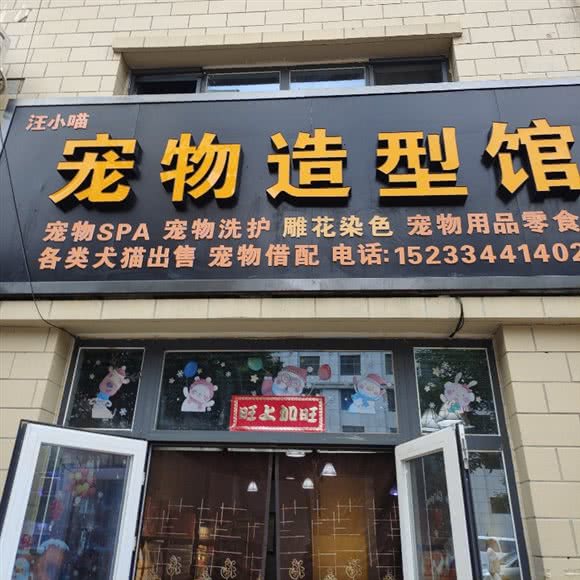 汪小喵
宠物造型馆
宠物SPA 宠物洗护 雕花染色 宠物用品零食
各类犬猫出售 宠物借配 电话:15233441402
旺上加旺